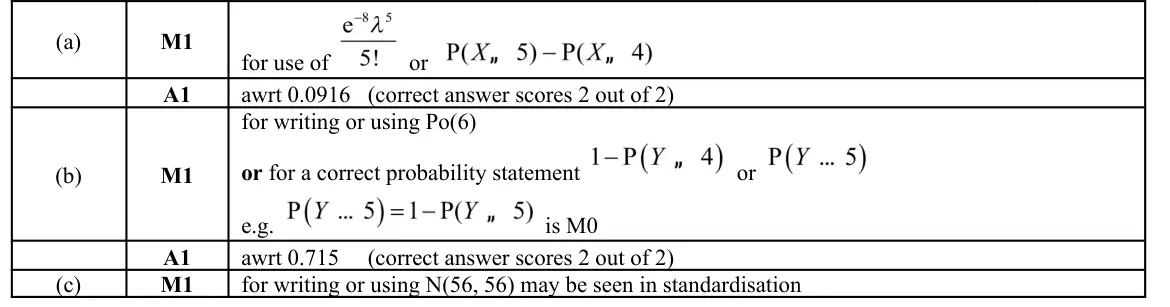 (a) M1 for use of e⁻⁸λ⁵/5! or P(X„ 5) – P(X„ 4)
A1 awrt 0.0916 (correct answer scores 2 out of 2)
for writing or using Po(6)
(b) M1 or for a correct probability statement 1–P(Y „ 4) or P(Y ... 5)
e.g. P(Y ... 5)=1–P(Y „ 5) is M0
A1 awrt 0.715 (correct answer scores 2 out of 2)
(c) M1 for writing or using N(56, 56) may be seen in standardisation